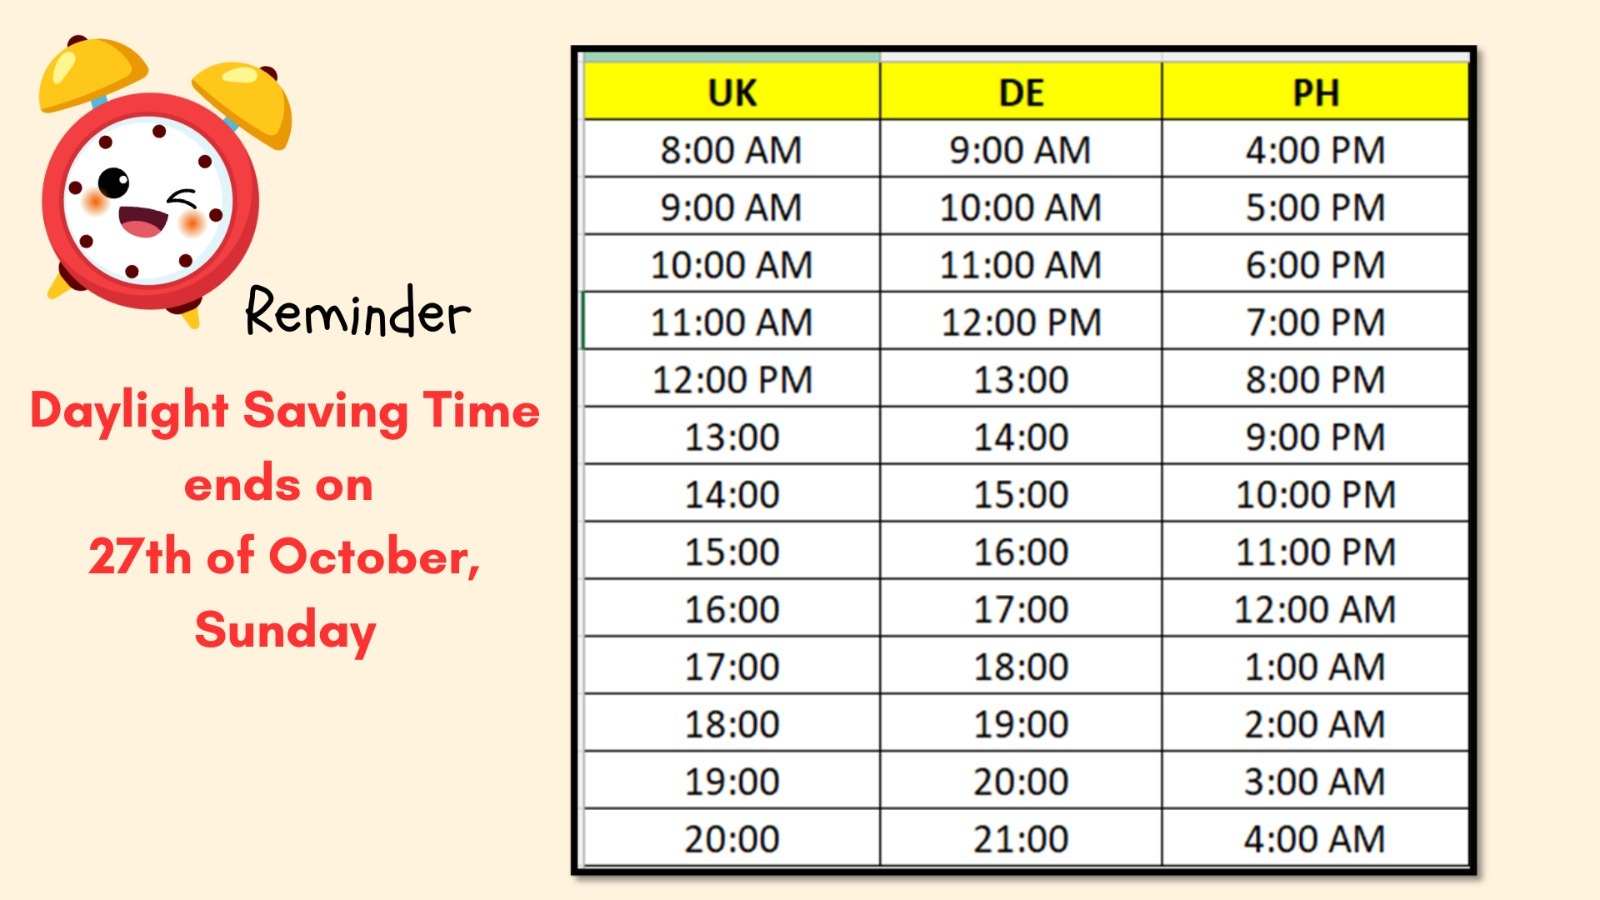 Reminder
Daylight Saving Time
ends on
27th of October,
Sunday
UK DE PH
8:00 AM 9:00 AM 4:00 PM
9:00 AM 10:00 AM 5:00 PM
10:00 AM 11:00 AM 6:00 PM
11:00 AM 12:00 PM 7:00 PM
12:00 PM 13:00 8:00 PM
13:00 14:00 9:00 PM
14:00 15:00 10:00 PM
15:00 16:00 11:00 PM
16:00 17:00 12:00 AM
17:00 18:00 1:00 AM
18:00 19:00 2:00 AM
19:00 20:00 3:00 AM
20:00 21:00 4:00 AM